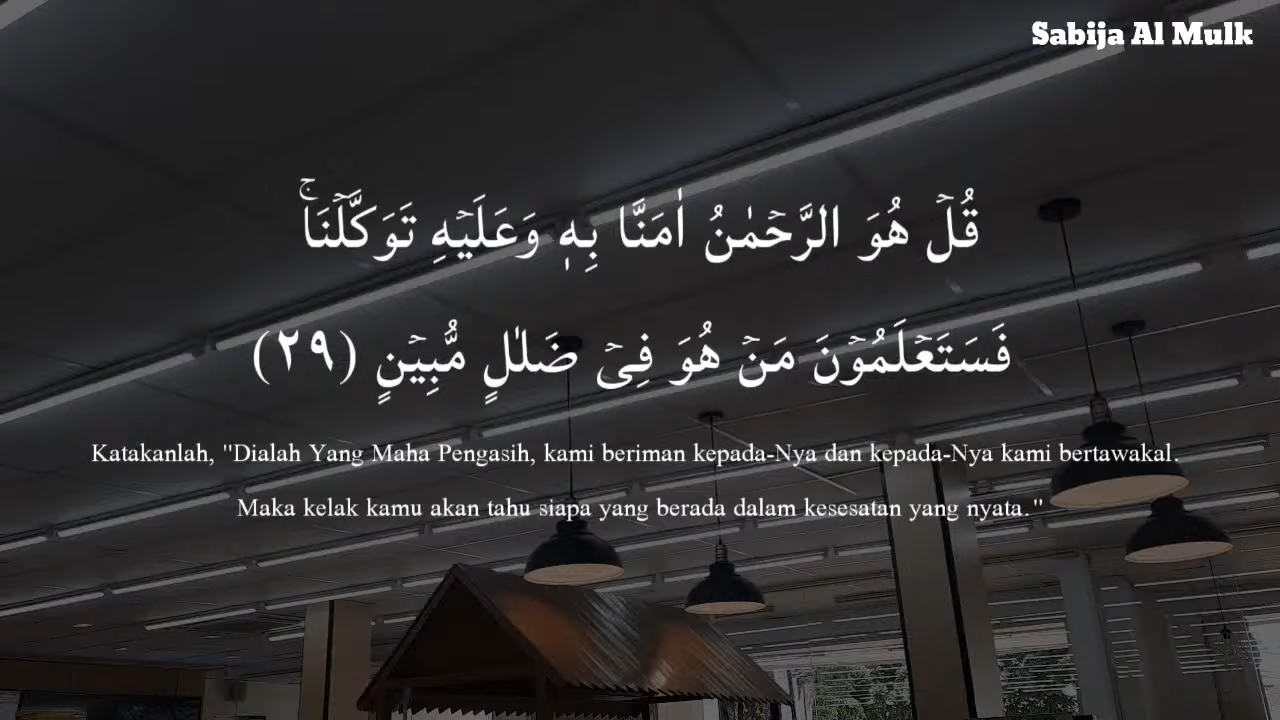 Sabija Al Mulk
قُلۡ هُوَ الرَّحۡمٰنُ اٰمَنَّا بِهٖ وَعَلَيۡهِ تَوَكَّلۡنَا‌ۚ
فَسَتَعۡلَمُوۡنَ مَنۡ هُوَ فِىۡ ضَلٰلٍ مُّبِيۡنٍ (٢٩)
Katakanlah, "Dialah Yang Maha Pengasih, kami beriman kepada-Nya dan kepada-Nya kami bertawakal.
Maka kelak kamu akan tahu siapa yang berada dalam kesesatan yang nyata."